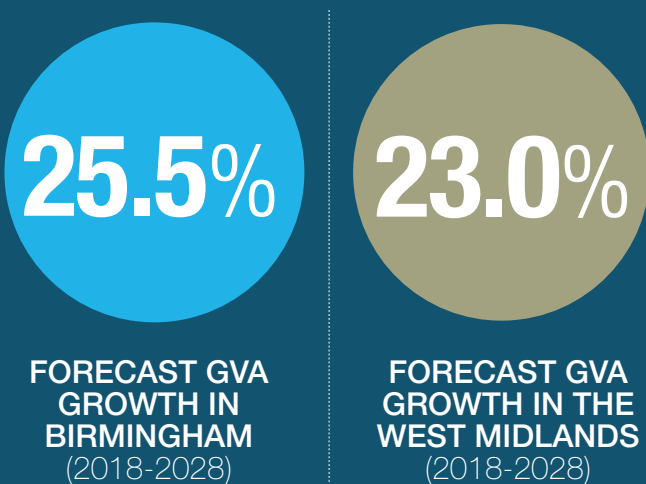 25.5%
FORECAST GVA
GROWTH IN
BIRMINGHAM
(2018-2028)
23.0%
FORECAST GVA
GROWTH IN THE
WEST MIDLANDS
(2018-2028)